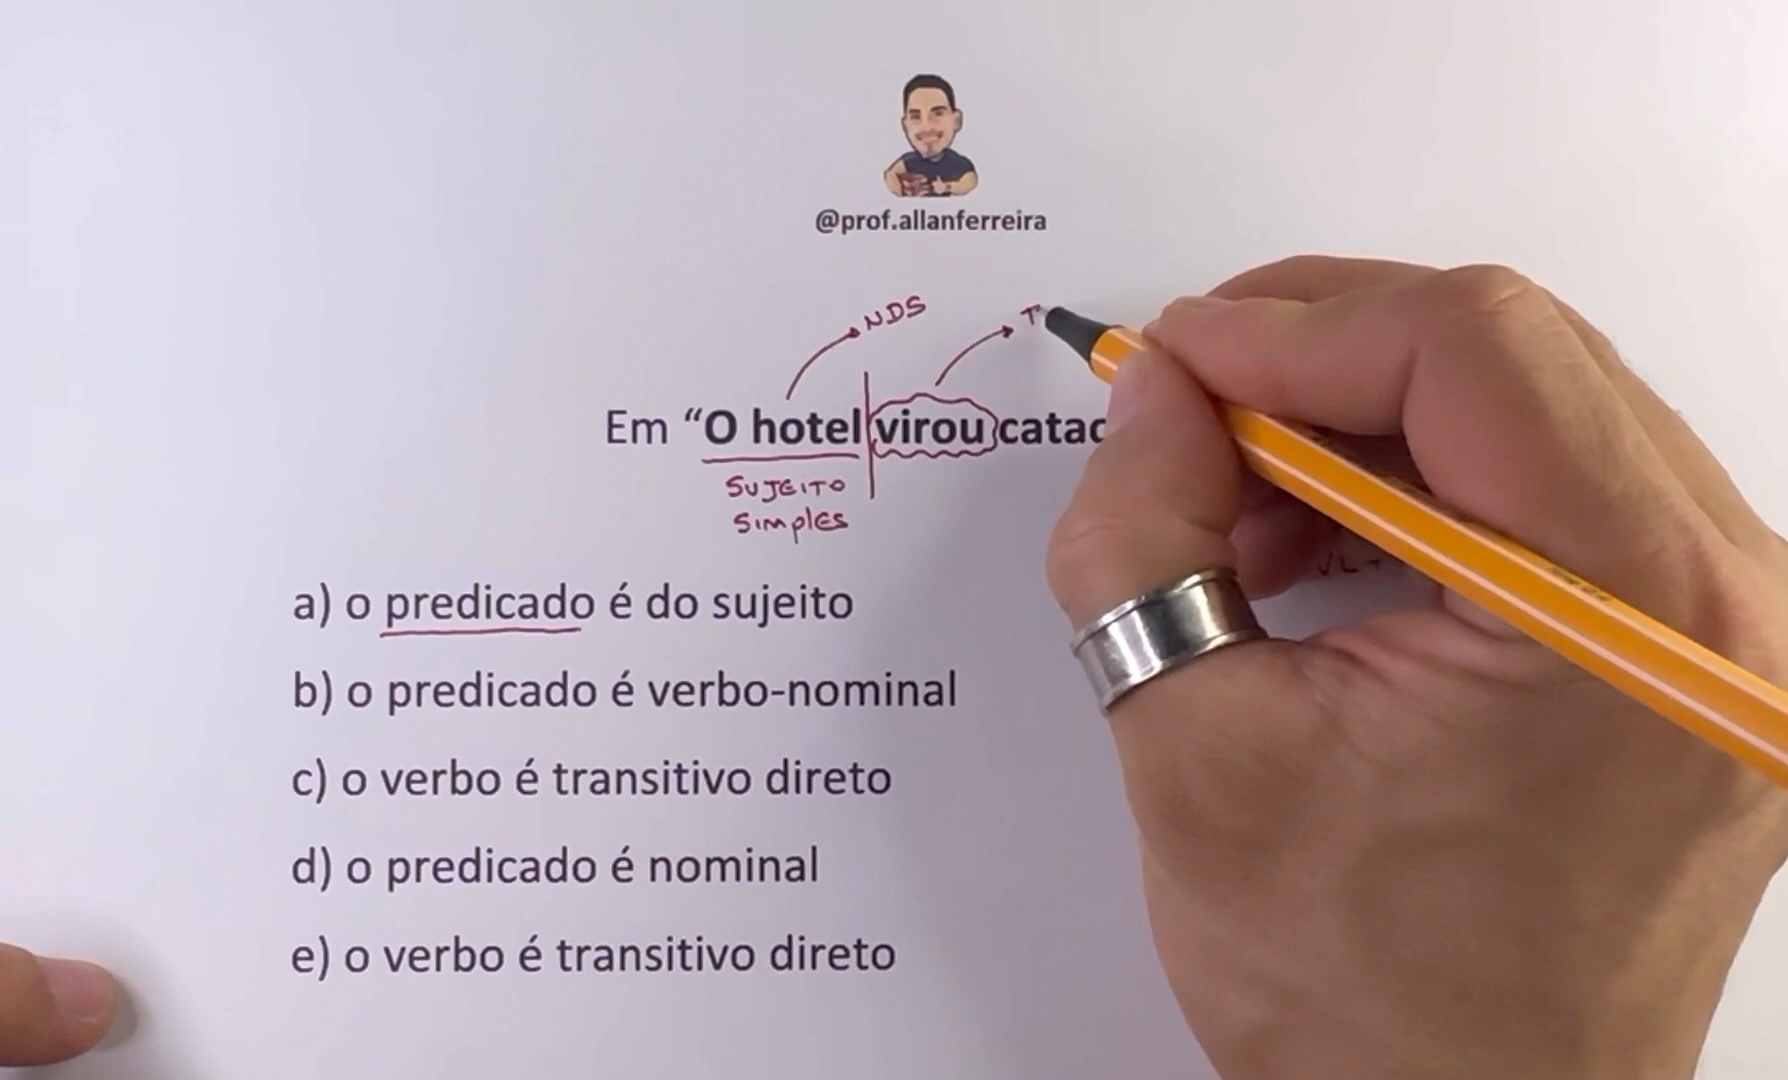 @prof.allanferreira
NDS
Em “O hotel virou
SUJEITO
SIMPLES
a) o predicado é do sujeito
b) o predicado é verbo-nominal
c) o verbo é transitivo direto
d) o predicado é nominal
e) o verbo é transitivo direto